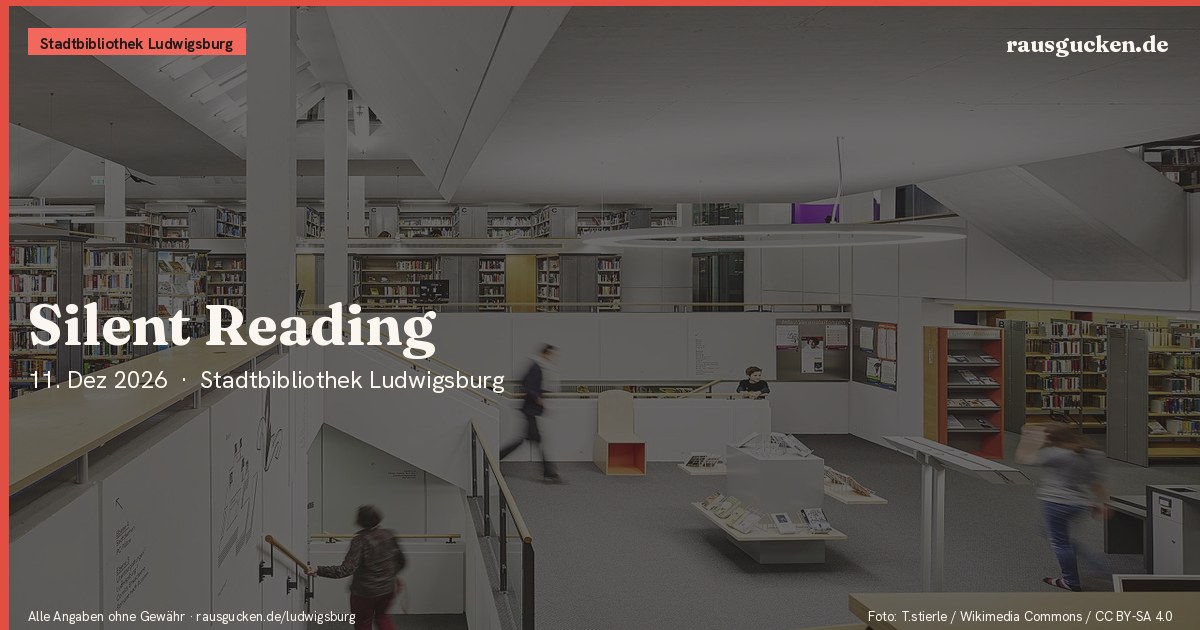 Stadtbibliothek Ludwigsburg
rausgucken.de
Silent Reading
11. Dez 2026 · Stadtbibliothek Ludwigsburg
Alle Angaben ohne Gewähr · rausgucken.de/ludwigsburg
Foto: T.stierle / Wikimedia Commons / CC BY-SA 4.0